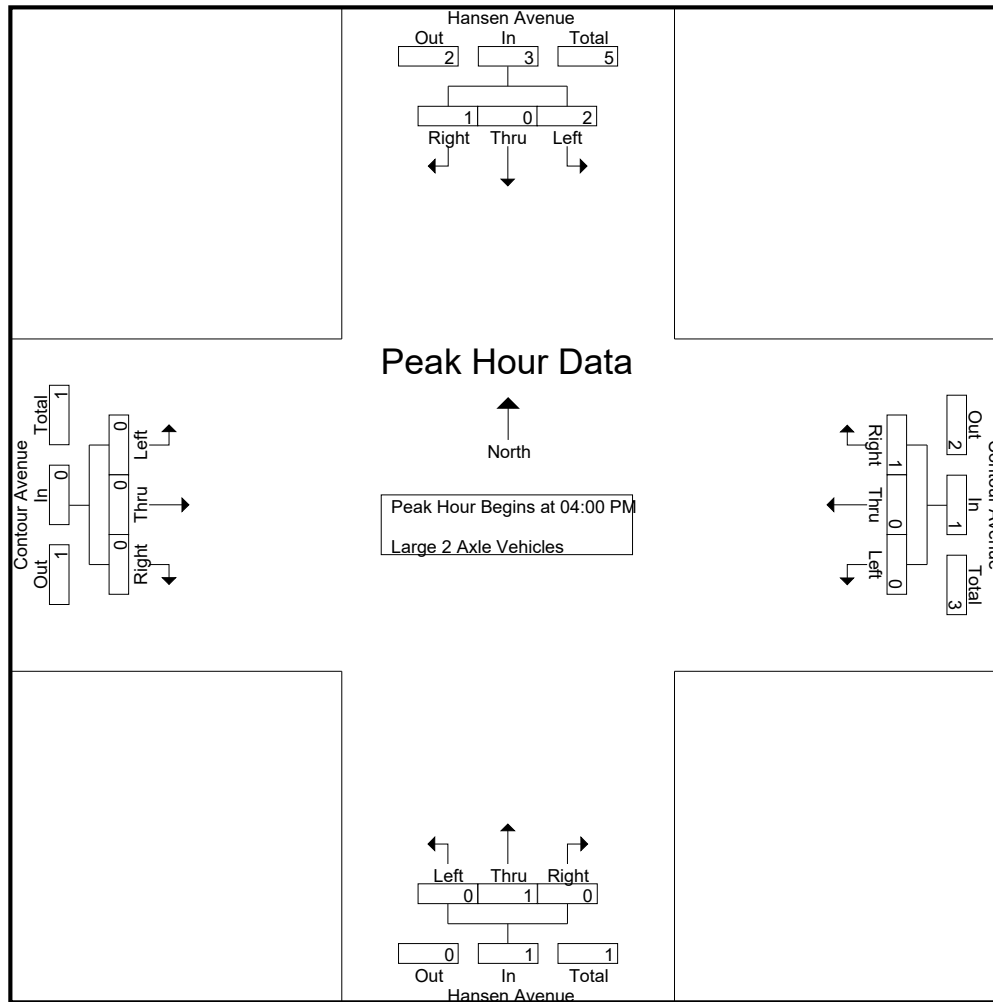 Hansen Avenue
Out In Total
2 3 5
1 0 2
Right Thru Left
Peak Hour Data
North
Peak Hour Begins at 04:00 PM
Large 2 Axle Vehicles
Contour Avenue
Out In Total
1 0 1
0 0 0
Left Thru Right
Contour Avenue
Out In Total
2 1 3
1 0 0
Right Thru Left
Left Thru Right
0 1 0
0 1 1
Out In Total
Hansen Avenue